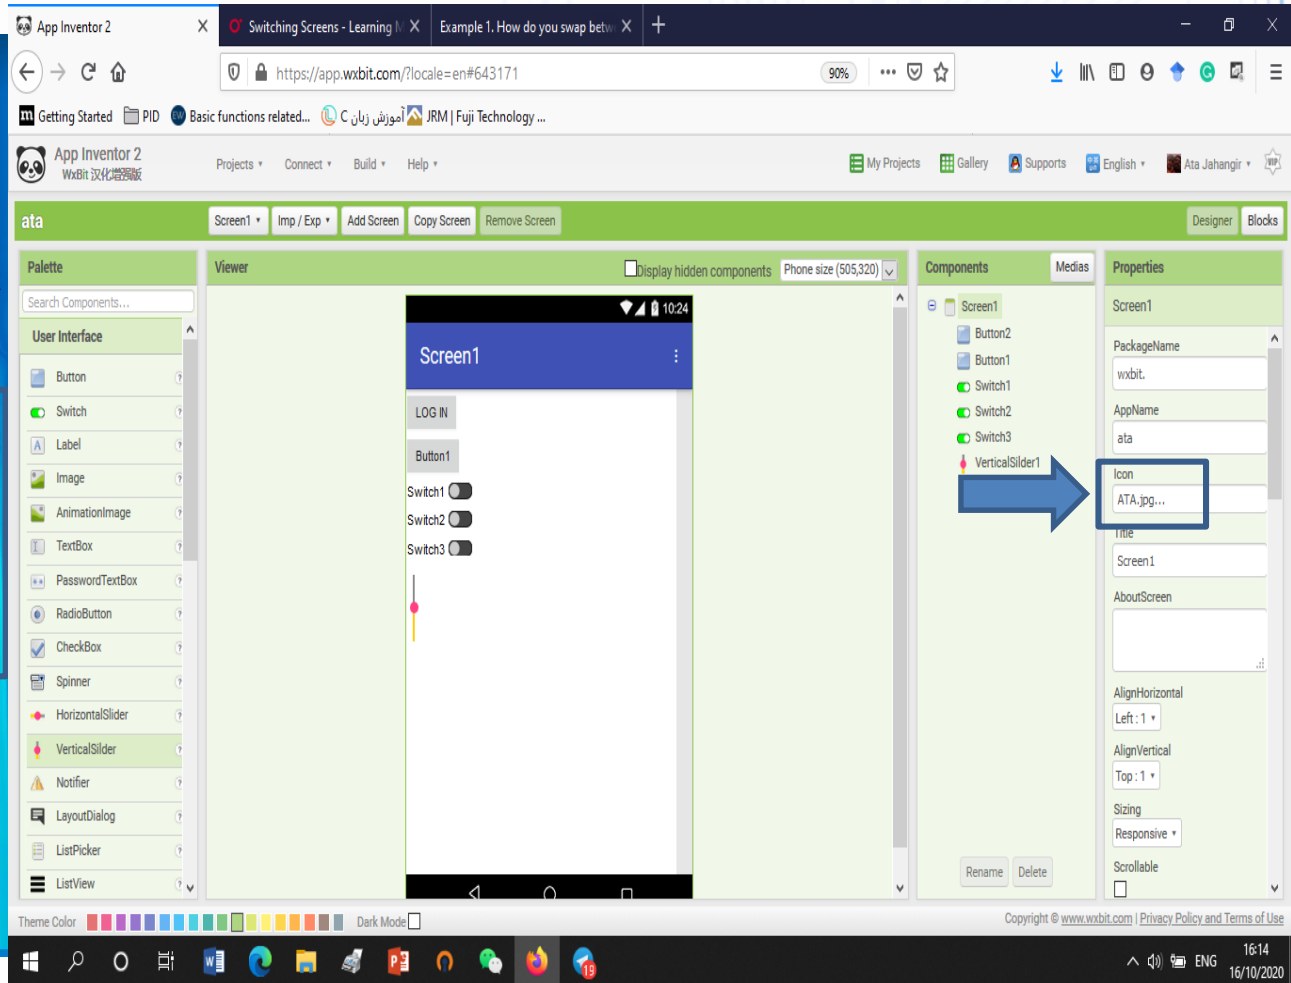 App Inventor 2
Switching Screens - Learning M
Example 1. How do you swap betw
https://app.wxbit.com/?locale=en#643171
90%
Getting Started
PID
Basic functions related...
آموزش زبان C
JRM | Fuji Technology ...
App Inventor 2
WxBit 汉化增强版
Projects
Connect
Build
Help
My Projects
Gallery
Supports
English
Ata Jahangir
VIP
ata
Screen1
Imp / Exp
Add Screen
Copy Screen
Remove Screen
Designer
Blocks
Palette
Viewer
Display hidden components
Phone size (505,320)
Components
Medias
Properties
Search Components...
User Interface
Button
Switch
Label
Image
AnimationImage
TextBox
PasswordTextBox
RadioButton
CheckBox
Spinner
HorizontalSlider
VerticalSilder
Notifier
LayoutDialog
ListPicker
ListView
10:24
Screen1
LOG IN
Button1
Switch1
Switch2
Switch3
Screen1
Button2
Button1
Switch1
Switch2
Switch3
VerticalSilder1
Rename
Delete
Screen1
PackageName
wxbit.
AppName
ata
Icon
ATA.jpg...
Title
Screen1
AboutScreen
AlignHorizontal
Left : 1
AlignVertical
Top : 1
Sizing
Responsive
Scrollable
Theme Color
Dark Mode
Copyright © www.wxbit.com | Privacy Policy and Terms of Use
19
ENG
16:14
16/10/2020